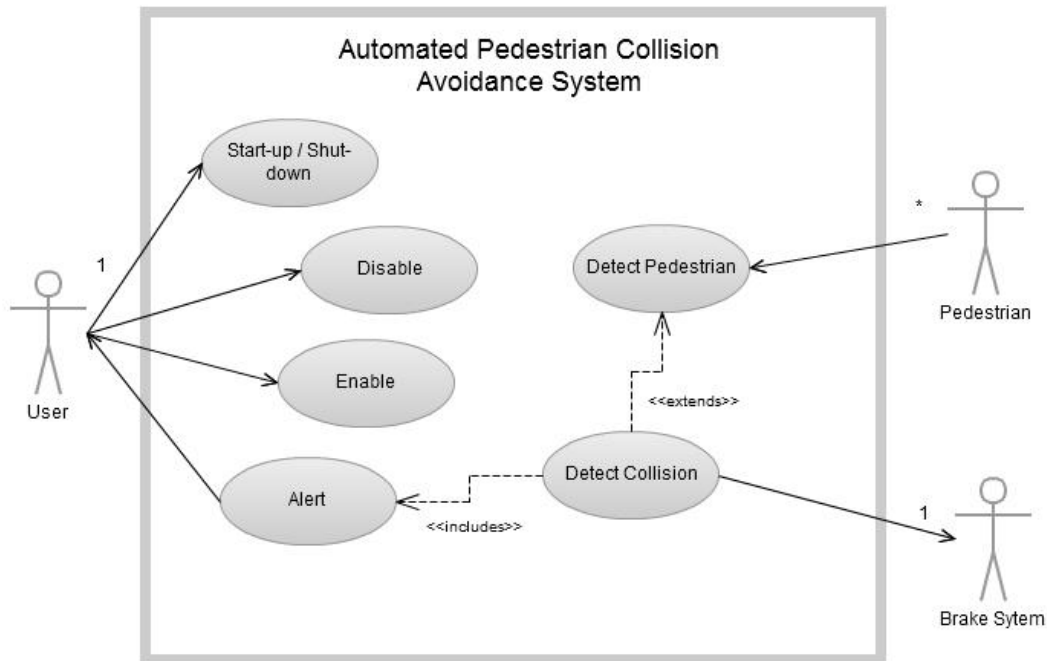 Automated Pedestrian Collision
Avoidance System
Start-up / Shut-
down
*
1
Disable
Detect Pedestrian
Pedestrian
Enable
User
<<extends>>
Detect Collision
Alert
1
<<includes>>
Brake Sytem